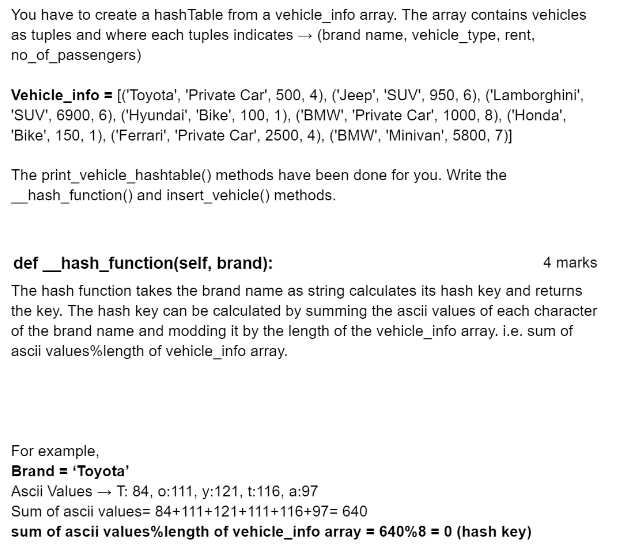 You have to create a hashTable from a vehicle_info array. The array contains vehicles
as tuples and where each tuples indicates → (brand name, vehicle_type, rent,
no_of_passengers)
Vehicle_info = [('Toyota', 'Private Car', 500, 4), ('Jeep', 'SUV', 950, 6), ('Lamborghini',
'SUV', 6900, 6), ('Hyundai', 'Bike', 100, 1), ('BMW', 'Private Car', 1000, 8), ('Honda',
'Bike', 150, 1), ('Ferrari', 'Private Car', 2500, 4), ('BMW', 'Minivan', 5800, 7)]
The print_vehicle_hashtable() methods have been done for you. Write the
__hash_function() and insert_vehicle() methods.
def __hash_function(self, brand): 4 marks
The hash function takes the brand name as string calculates its hash key and returns
the key. The hash key can be calculated by summing the ascii values of each character
of the brand name and modding it by the length of the vehicle_info array. i.e. sum of
ascii values%length of vehicle_info array.
For example,
Brand = ‘Toyota’
Ascii Values → T: 84, o:111, y:121, t:116, a:97
Sum of ascii values= 84+111+121+111+116+97= 640
sum of ascii values%length of vehicle_info array = 640%8 = 0 (hash key)